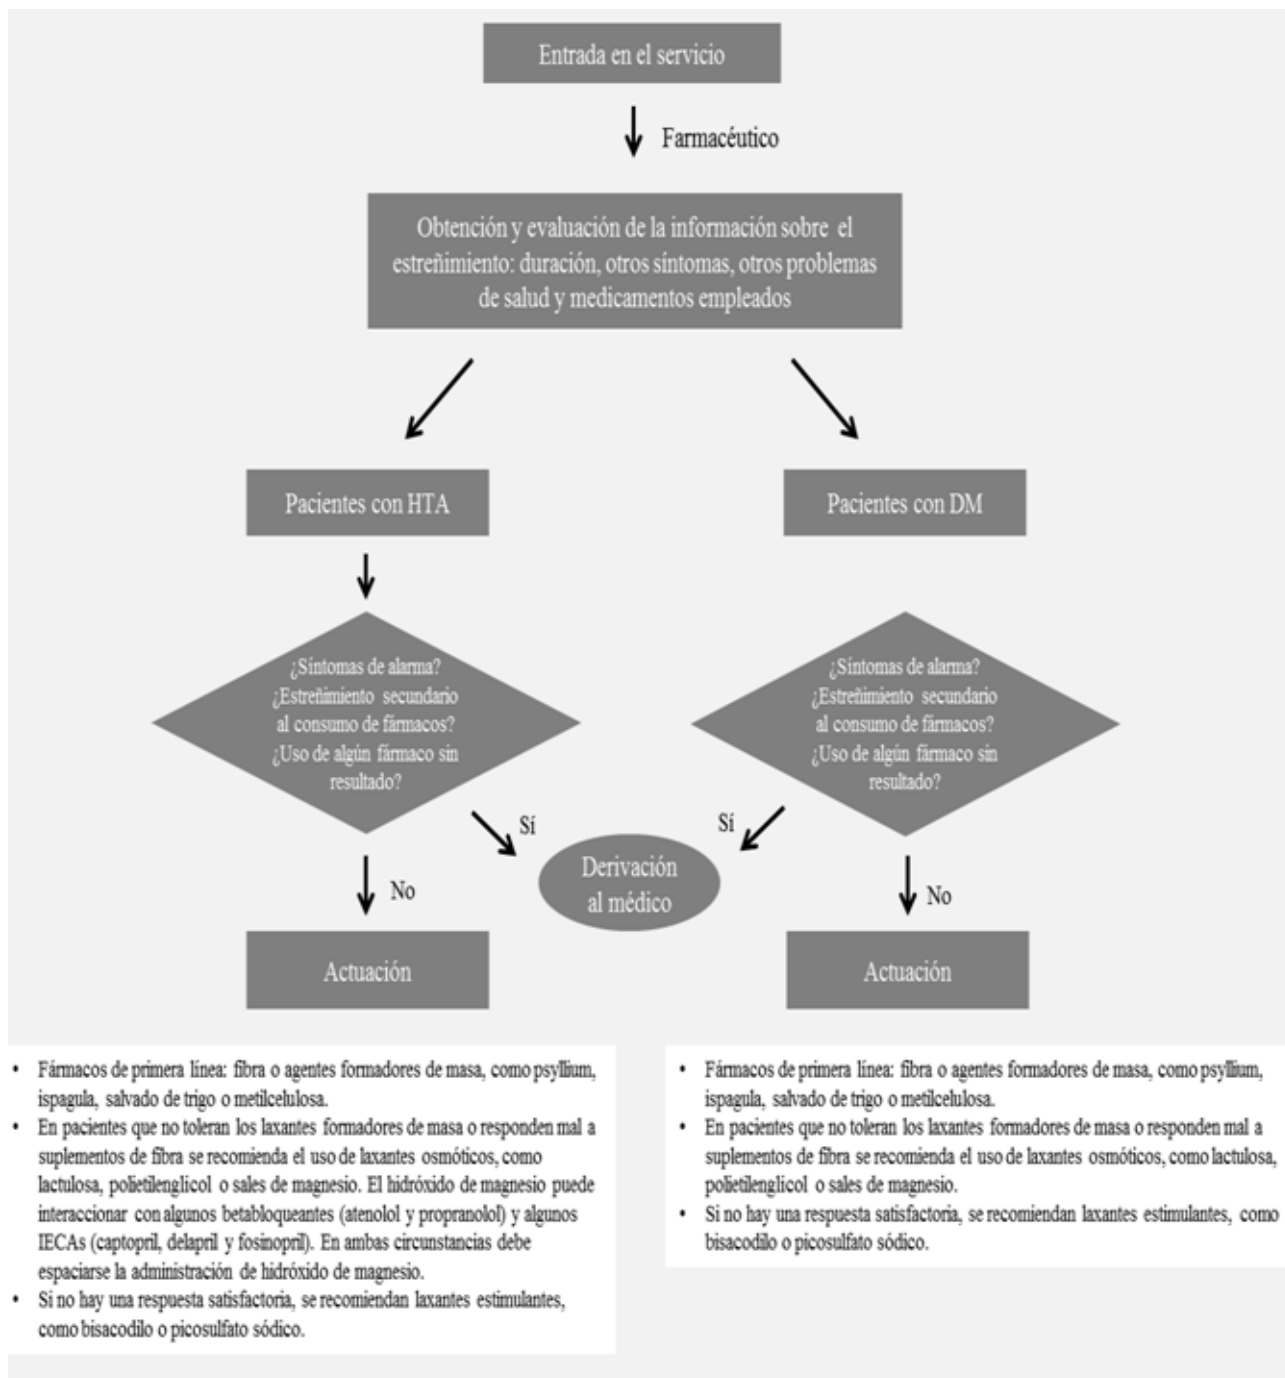 Entrada en el servicio
Farmacéutico
Obtención y evaluación de la información sobre el
estreñimiento: duración, otros síntomas, otros problemas
de salud y medicamentos empleados
Pacientes con HTA
Pacientes con DM
¿Síntomas de alarma?
¿Estreñimiento secundario
al consumo de fármacos?
¿Uso de algún fármaco sin
resultado?
¿Síntomas de alarma?
¿Estreñimiento secundario
al consumo de fármacos?
¿Uso de algún fármaco sin
resultado?
Sí
Sí
Derivación
al médico
No
No
Actuación
Actuación
• Fármacos de primera línea: fibra o agentes formadores de masa, como psyllium,
ispagula, salvado de trigo o metilcelulosa.
• En pacientes que no toleran los laxantes formadores de masa o responden mal a
suplementos de fibra se recomienda el uso de laxantes osmóticos, como
lactulosa, polietilenglicol o sales de magnesio. El hidróxido de magnesio puede
interaccionar con algunos betabloqueantes (atenolol y propranolol) y algunos
IECAs (captopril, delapril y fosinopril). En ambas circunstancias debe
espaciarse la administración de hidróxido de magnesio.
• Si no hay una respuesta satisfactoria, se recomiendan laxantes estimulantes,
como bisacodilo o picosulfato sódico.
• Fármacos de primera línea: fibra o agentes formadores de masa, como psyllium,
ispagula, salvado de trigo o metilcelulosa.
• En pacientes que no toleran los laxantes formadores de masa o responden mal a
suplementos de fibra se recomienda el uso de laxantes osmóticos, como lactulosa,
polietilenglicol o sales de magnesio.
• Si no hay una respuesta satisfactoria, se recomiendan laxantes estimulantes, como
bisacodilo o picosulfato sódico.